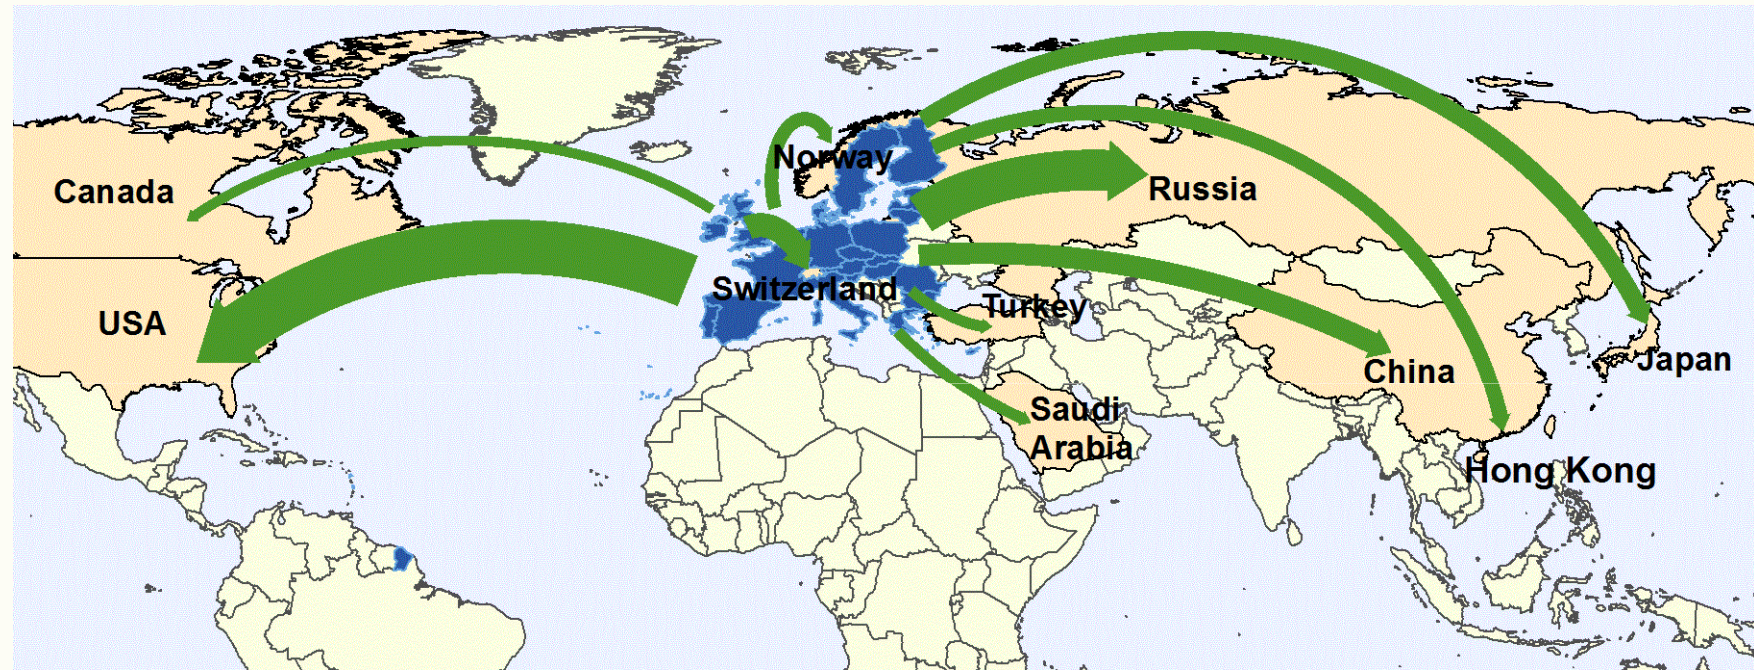 Norway
Canada
Russia
Switzerland
Turkey
USA
Japan
China
Saudi
Arabia
Hong Kong